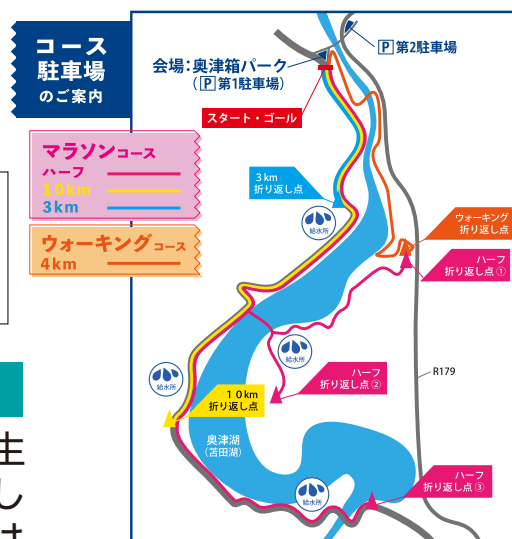 コース
駐車場
のご案内
会場：奥津箱パーク
（P 第1駐車場）
P 第2駐車場
スタート・ゴール
マラソンコース
ハーフ
10km
3km
ウォーキングコース
4km
3km
折り返し点
給水所
ウォーキング
折り返し点
ハーフ
折り返し点①
給水所
ハーフ
折り返し点②
R179
給水所
10km
折り返し点
奥津湖
（苫田湖）
給水所
ハーフ
折り返し点③
生
し